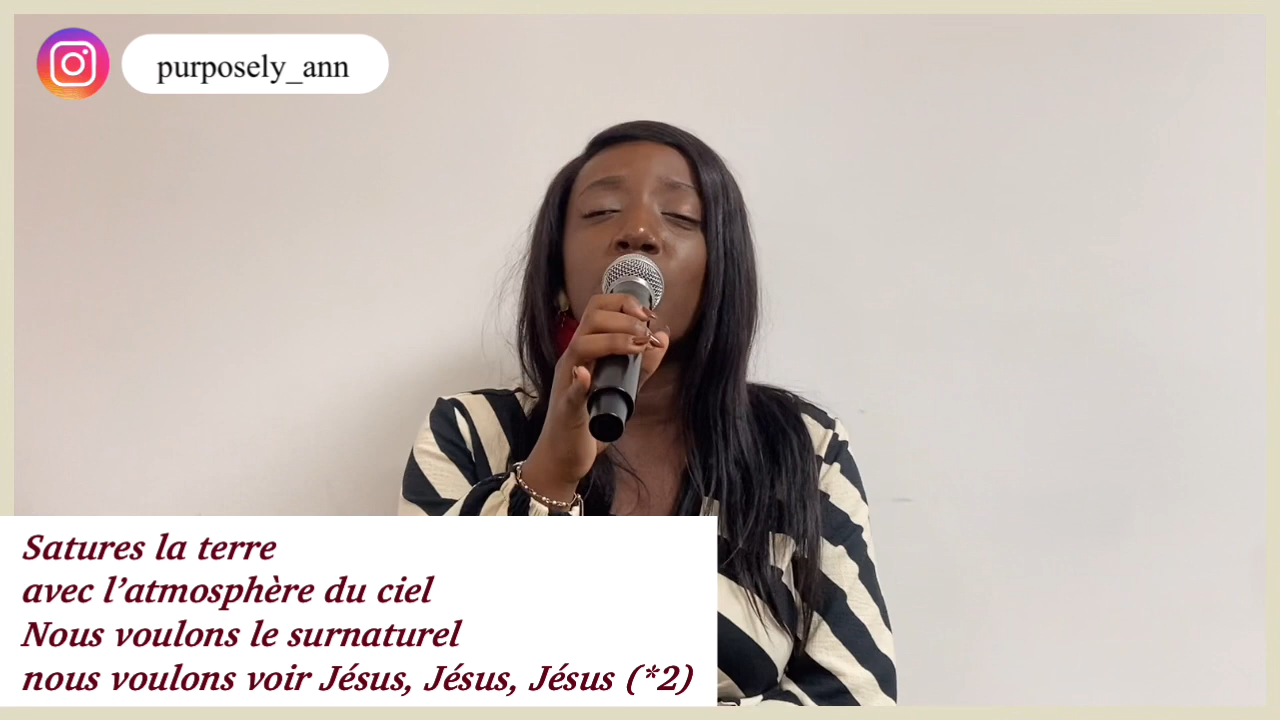 purposely_ann
Satures la terre
avec l’atmosphère du ciel
Nous voulons le surnaturel
nous voulons voir Jésus, Jésus, Jésus (*2)